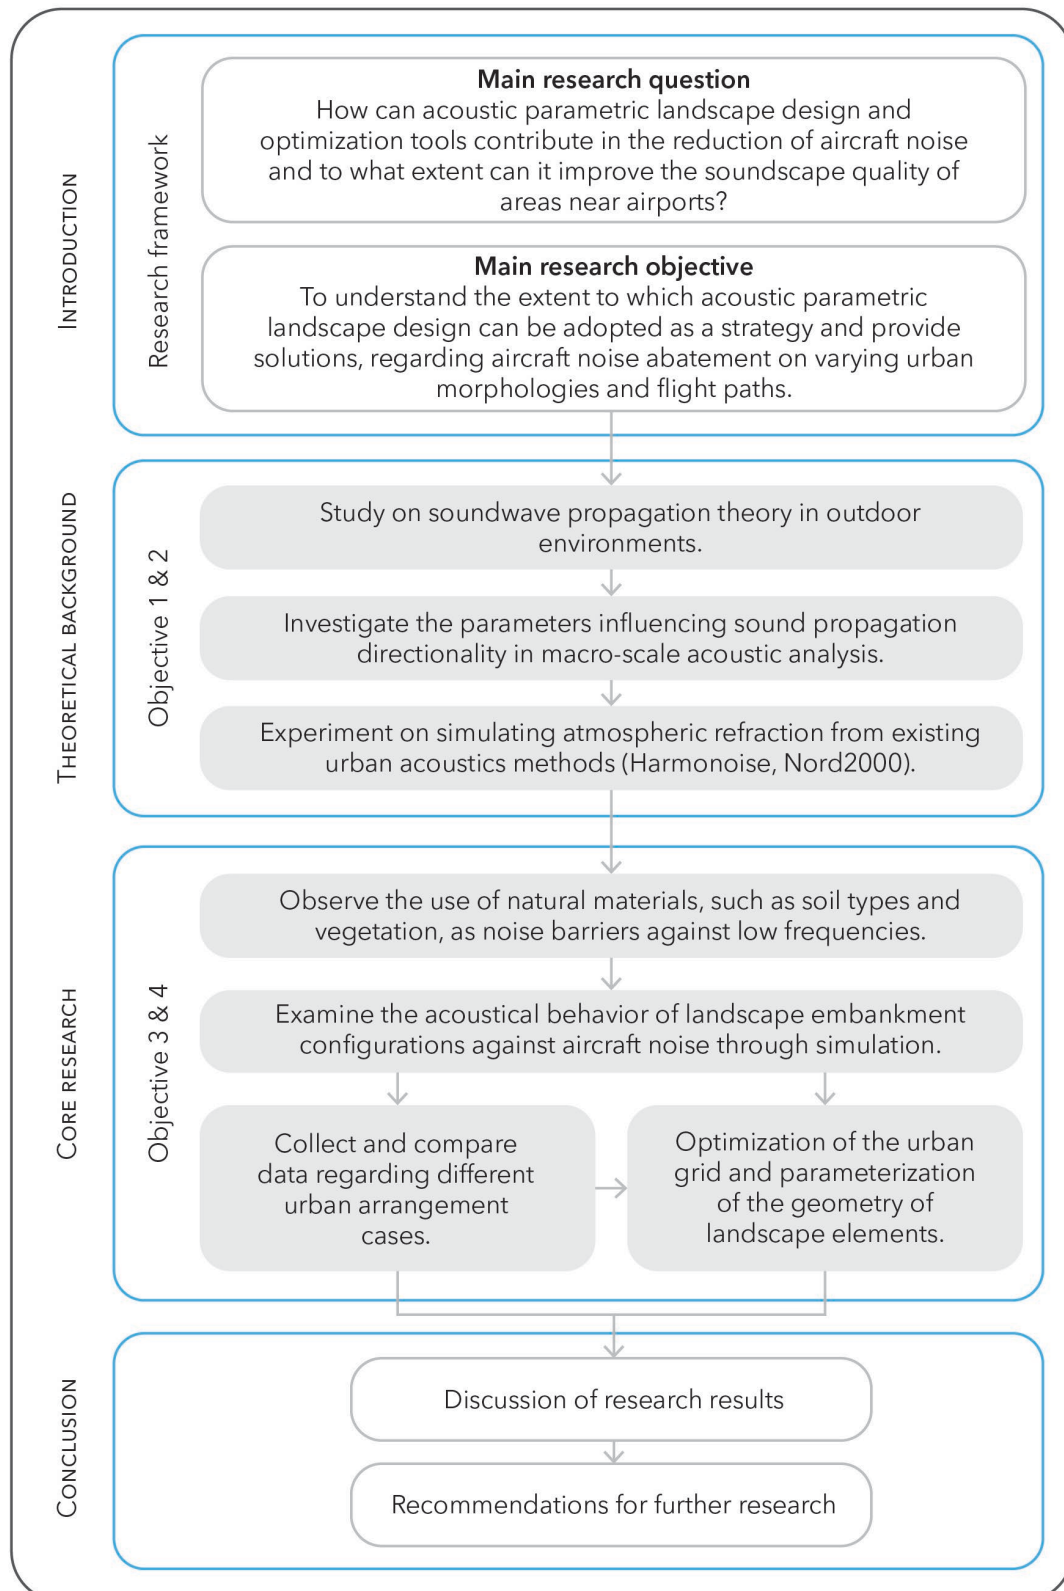 INTRODUCTION
Research framework
Main research question
How can acoustic parametric landscape design and
optimization tools contribute in the reduction of aircraft noise
and to what extent can it improve the soundscape quality of
areas near airports?
Main research objective
To understand the extent to which acoustic parametric
landscape design can be adopted as a strategy and provide
solutions, regarding aircraft noise abatement on varying urban
morphologies and flight paths.
THEORETICAL BACKGROUND
Objective 1 & 2
Study on soundwave propagation theory in outdoor
environments.
Investigate the parameters influencing sound propagation
directionality in macro-scale acoustic analysis.
Experiment on simulating atmospheric refraction from existing
urban acoustics methods (Harmonoise, Nord2000).
CORE RESEARCH
Objective 3 & 4
Observe the use of natural materials, such as soil types and
vegetation, as noise barriers against low frequencies.
Examine the acoustical behavior of landscape embankment
configurations against aircraft noise through simulation.
Collect and compare
data regarding different
urban arrangement
cases.
Optimization of the urban
grid and parameterization
of the geometry of
landscape elements.
CONCLUSION
Discussion of research results
Recommendations for further research